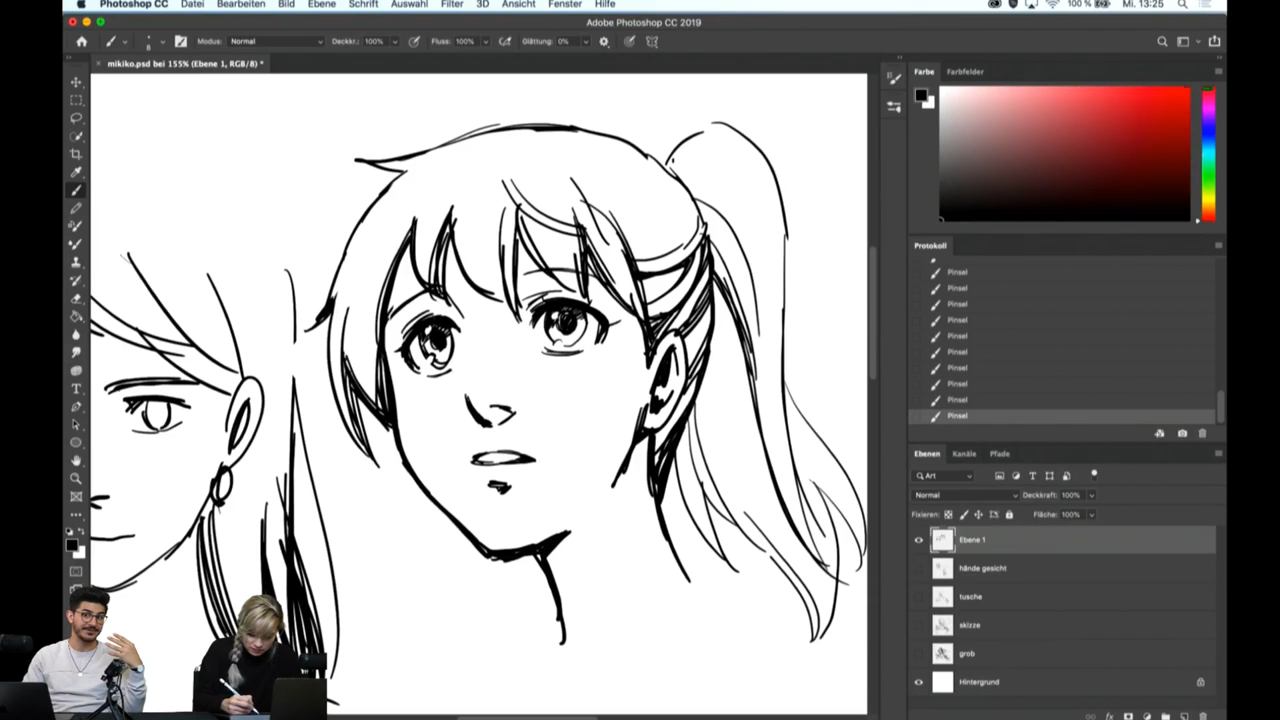 Photoshop CC Datei Bearbeiten Bild Ebene Schrift Auswahl Filter 3D Ansicht Fenster Hilfe 100 % Mi. 13:25
Adobe Photoshop CC 2019
8 Modus: Normal Deckkr.: 100% Fluss: 100% Glättung: 0%
mikiko.psd bei 155% (Ebene 1, RGB/8) *
Farbe Farbfelder
Protokoll
Pinsel
Pinsel
Pinsel
Pinsel
Pinsel
Pinsel
Pinsel
Pinsel
Pinsel
Pinsel
Ebenen Kanäle Pfade
Art
Normal Deckkraft: 100%
Fixieren: Fläche: 100%
Ebene 1
hände gesicht
tusche
skizze
grob
Hintergrund
fx